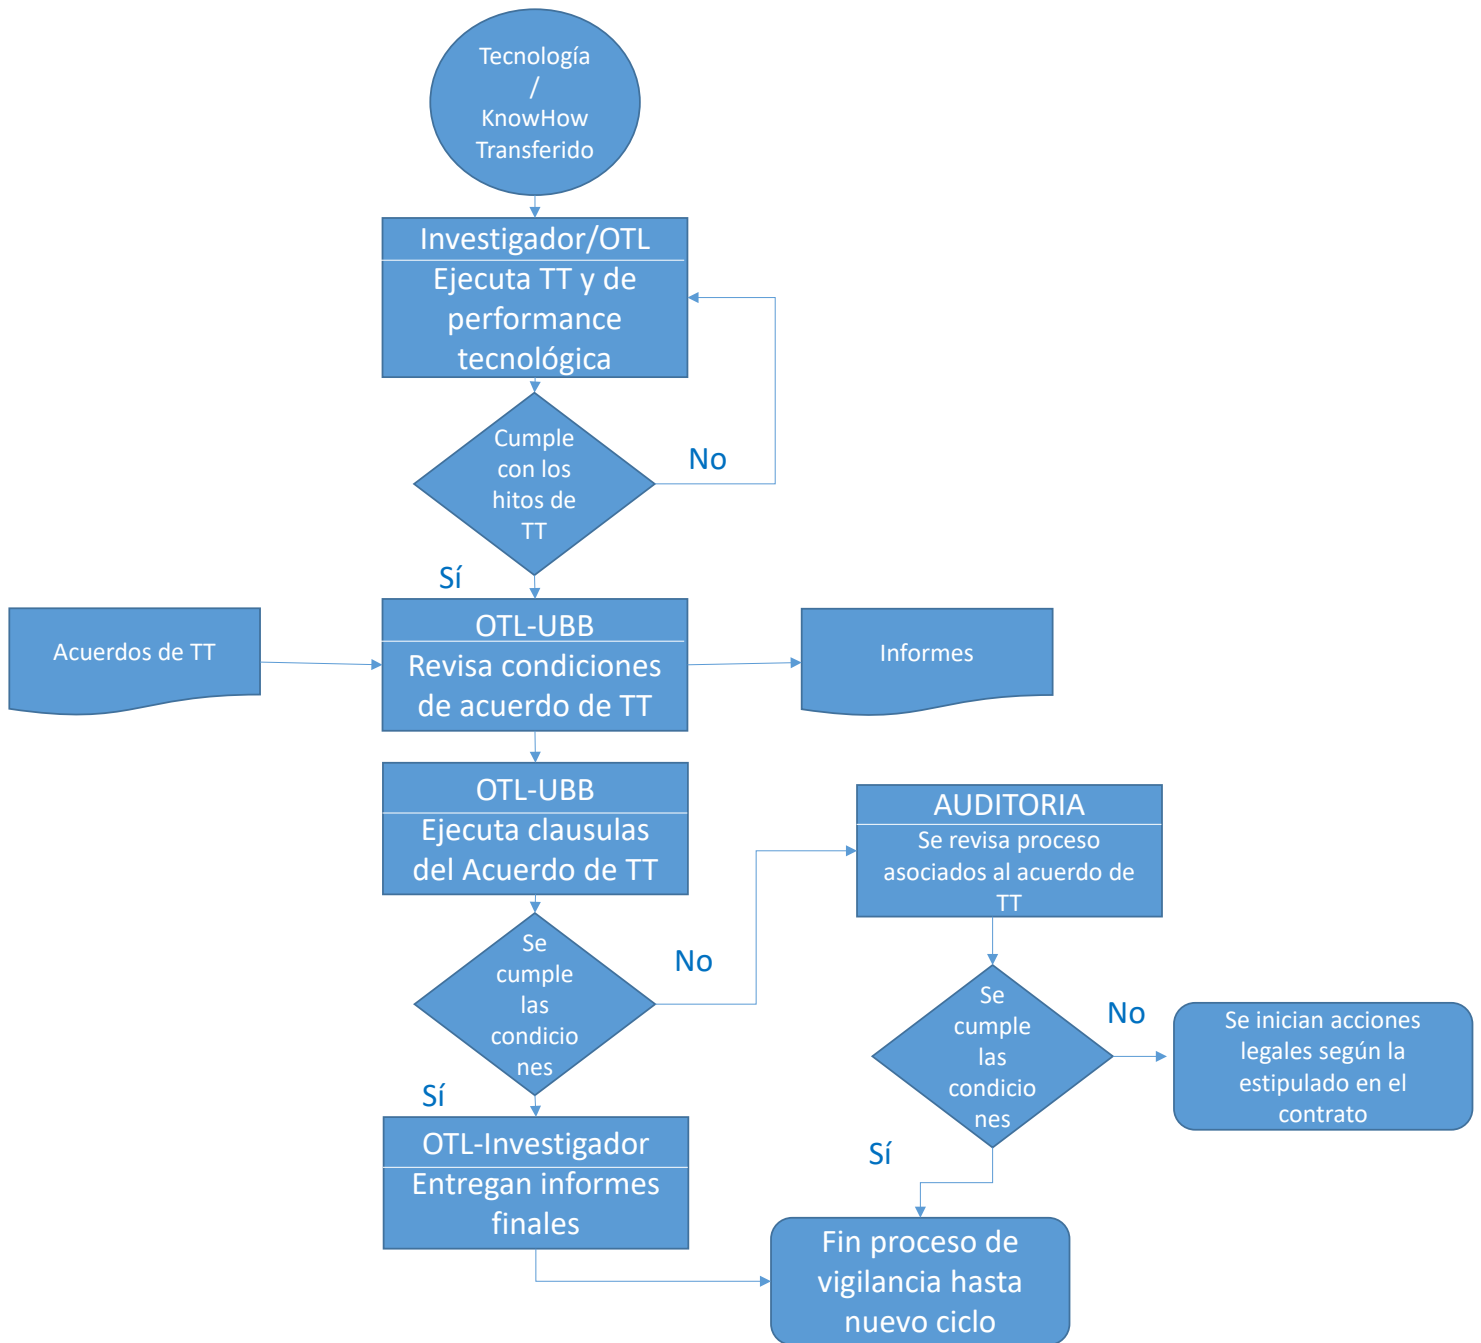 Tecnología
/
KnowHow
Transferido
Investigador/OTL
Ejecuta TT y de
performance
tecnológica
Cumple
con los
hitos de
TT
No
Sí
Acuerdos de TT
OTL-UBB
Revisa condiciones
de acuerdo de TT
Informes
OTL-UBB
Ejecuta clausulas
del Acuerdo de TT
AUDITORIA
Se revisa proceso
asociados al acuerdo de
TT
Se
cumple
las
condicio
nes
No
Sí
Se
cumple
las
condicio
nes
No
Se inician acciones
legales según la
estipulado en el
contrato
Sí
OTL-Investigador
Entregan informes
finales
Fin proceso de
vigilancia hasta
nuevo ciclo